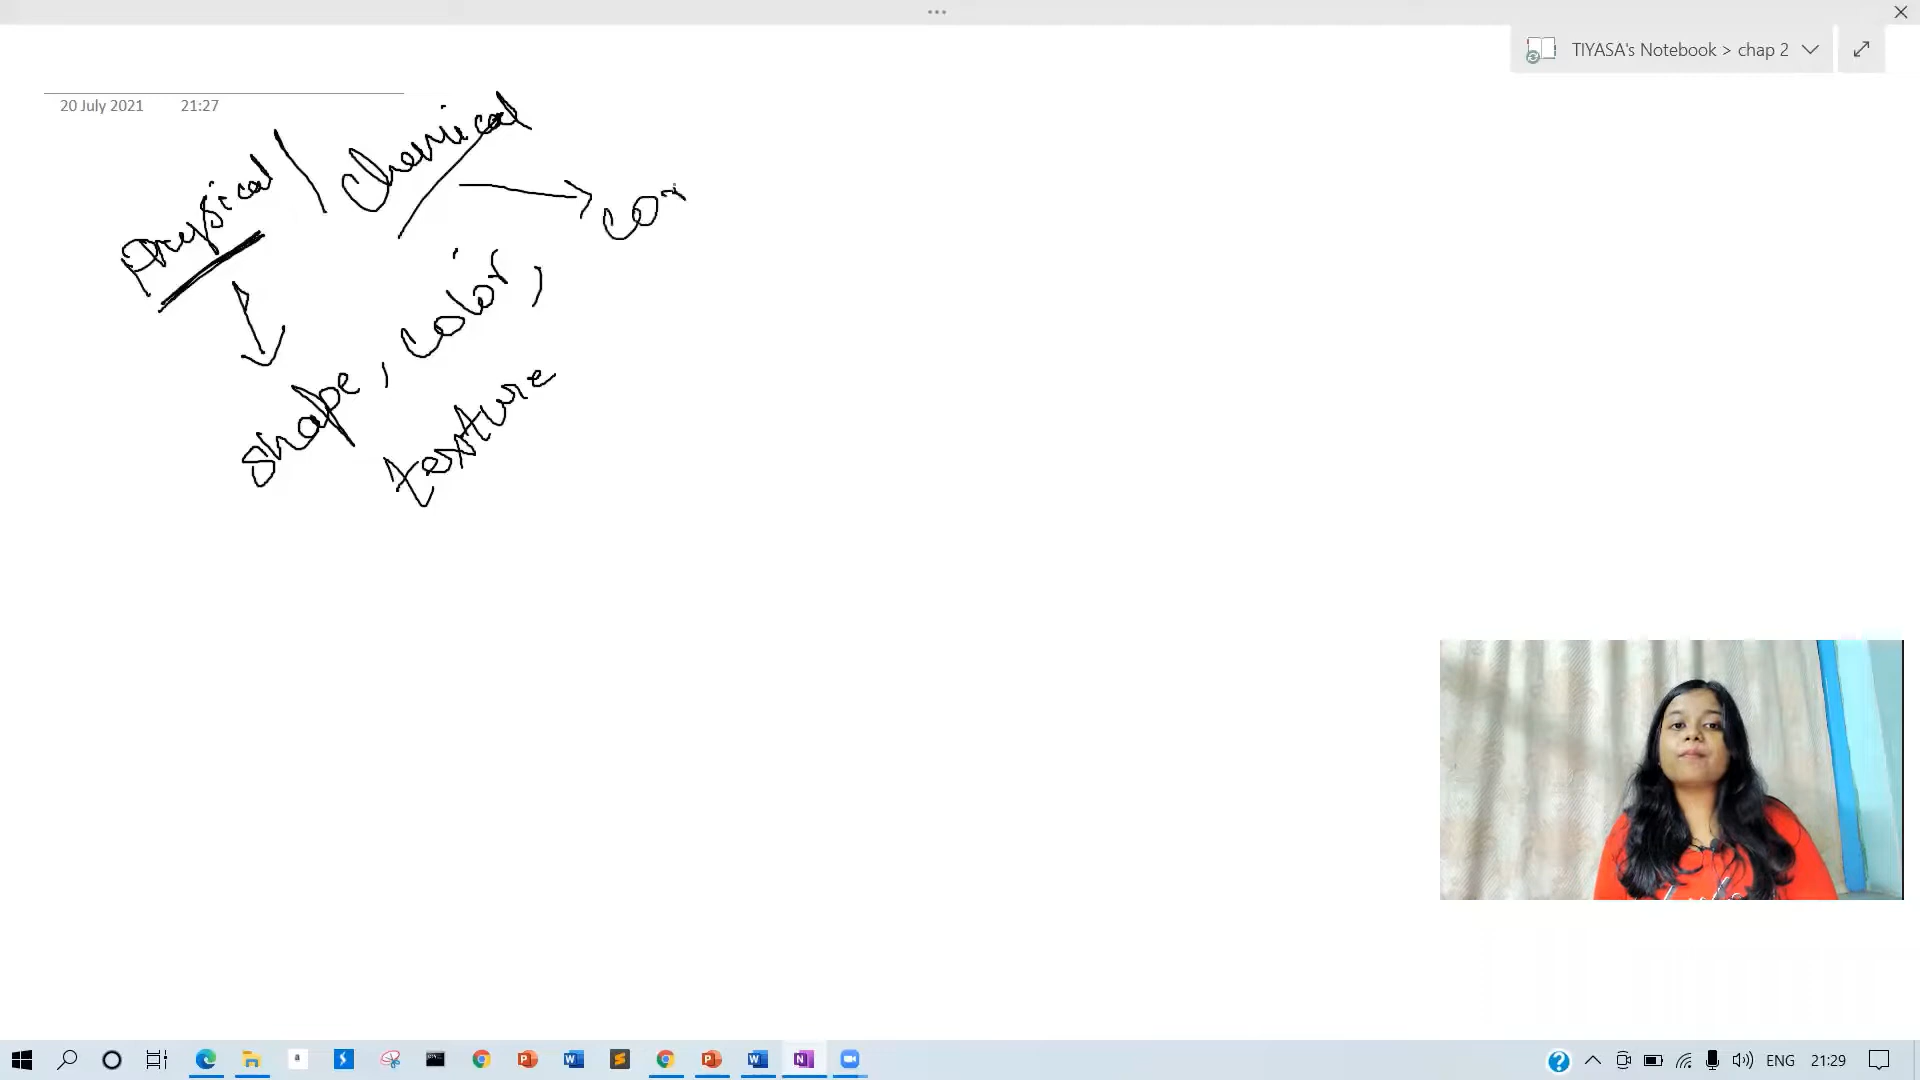 TIYASA's Notebook > chap 2
20 July 2021 21:27
Physical / Chemical
shape, color,
texture
ENG 21:29